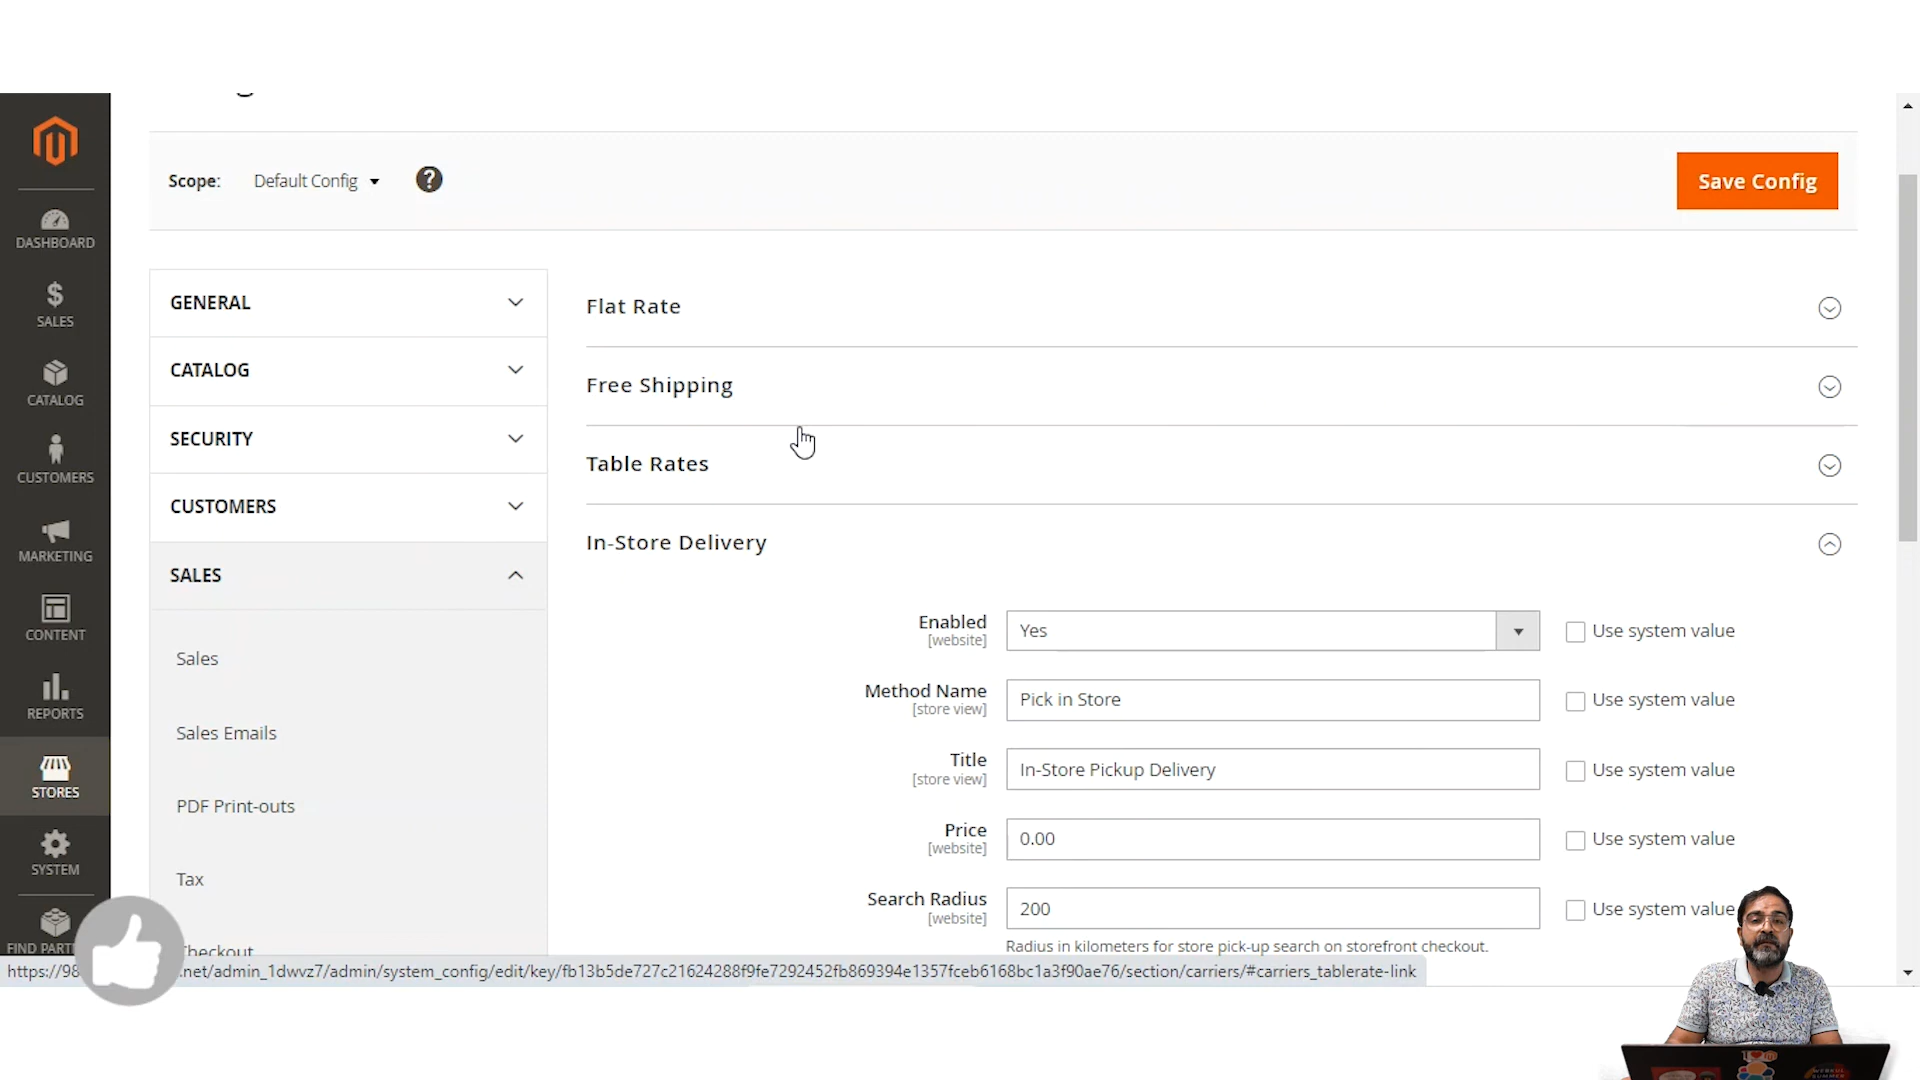 Scope:
Default Config
?
Save Config
DASHBOARD
$
SALES
CATALOG
CUSTOMERS
MARKETING
CONTENT
REPORTS
STORES
SYSTEM
FIND PART
GENERAL
CATALOG
SECURITY
CUSTOMERS
SALES
Sales
Sales Emails
PDF Print-outs
Tax
Checkout
Flat Rate
Free Shipping
Table Rates
In-Store Delivery
Enabled
[website]
Yes
Use system value
Method Name
[store view]
Pick in Store
Use system value
Title
[store view]
In-Store Pickup Delivery
Use system value
Price
[website]
0.00
Use system value
Search Radius
[website]
200
Use system value
Radius in kilometers for store pick-up search on storefront checkout.
https://98 .net/admin_1dwvz7/admin/system_config/edit/key/fb13b5de727c21624288f9fe7292452fb869394e1357fceb6168bc1a3f90ae76/section/carriers/#carriers_tablerate-link